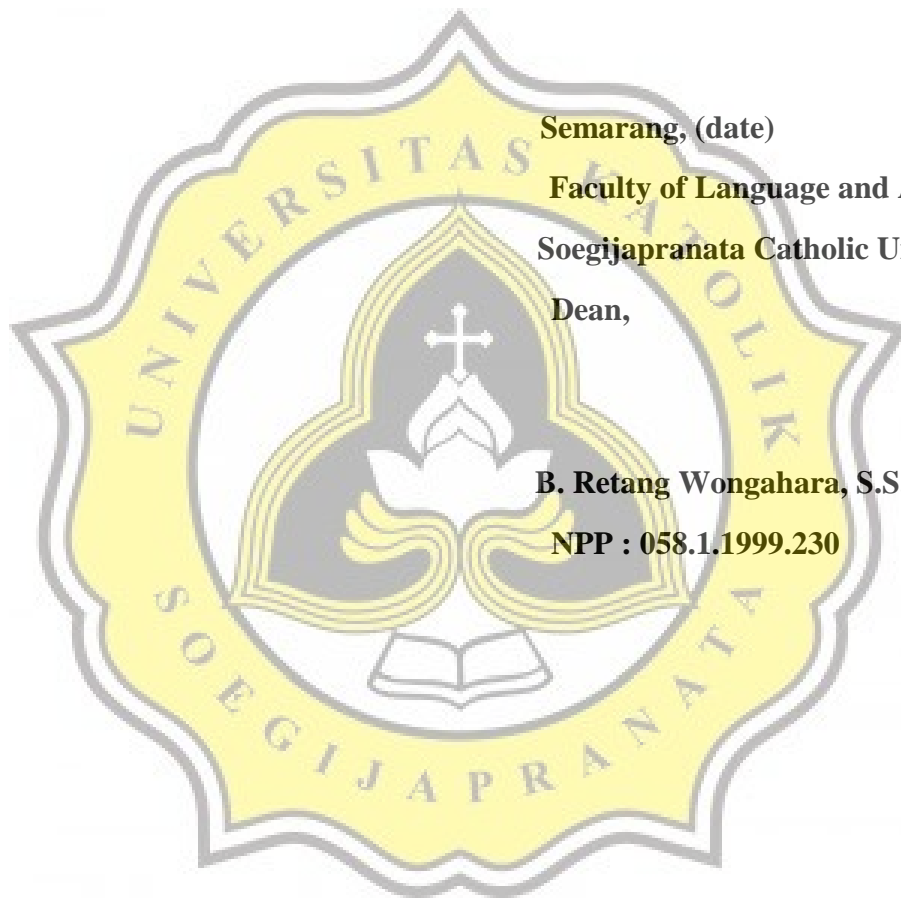 Semarang, (date)
Faculty of Language and
Soegijapranata Catholic
Dean,
B. Retang Wongahara, S.S
NPP : 058.1.1999.230
UNIVERSITAS KATOLIK
SOEGIJAPRANATA